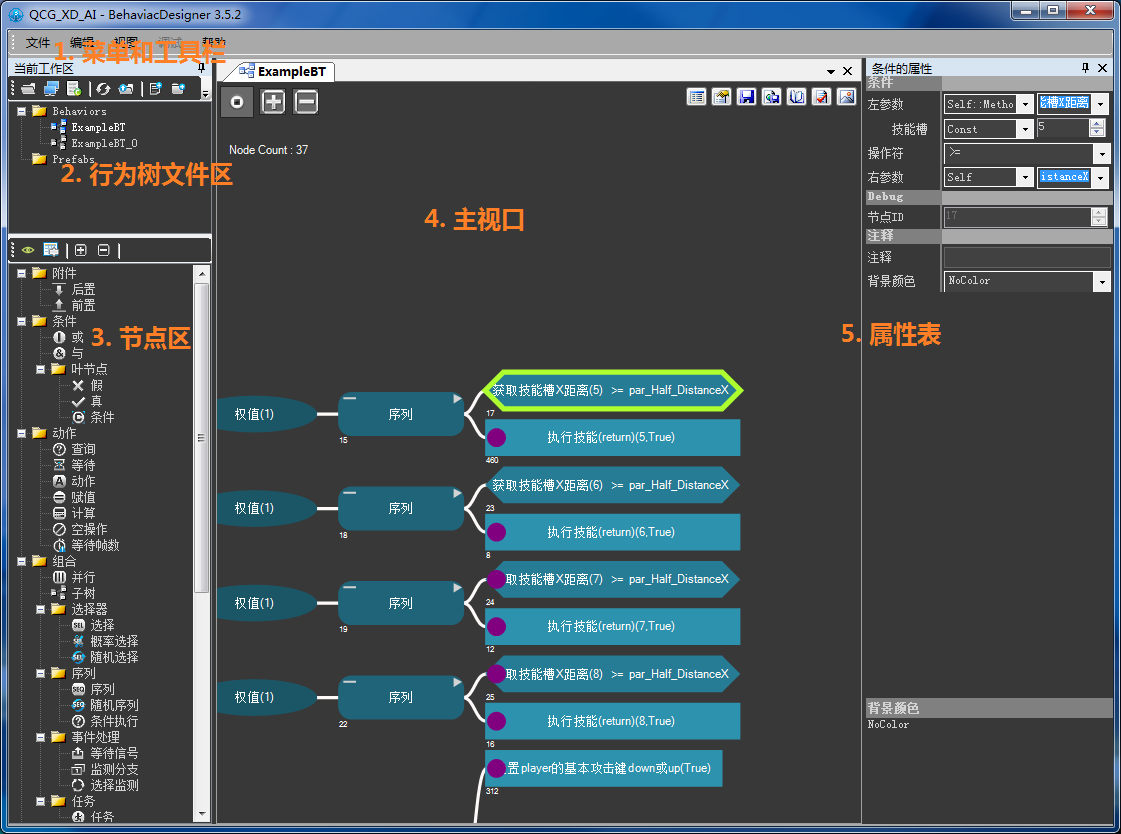 QCG_XD_AI - BehaviacDesigner 3.5.2
文件 编辑 视图 调试 帮助
1. 菜单和工具栏
当前工作区
Behaviors
ExampleBT
ExampleBT_0
Prefabs
2. 行为树文件区
附件
后置
前置
条件
或
与
3. 节点区
叶节点
假
真
条件
动作
查询
等待
动作
赋值
计算
空操作
等待帧数
组合
并行
子树
选择器
选择
概率选择
随机选择
序列
序列
随机序列
条件执行
事件处理
等待信号
监测分支
选择监测
任务
任务
ExampleBT
Node Count : 37
4. 主视口
权值(1)
序列
15
获取技能槽X距离(5) >= par_Half_DistanceX
17
执行技能(return)(5,True)
460
权值(1)
序列
18
获取技能槽X距离(6) >= par_Half_DistanceX
23
执行技能(return)(6,True)
8
权值(1)
序列
19
取技能槽X距离(7) >= par_Half_DistanceX
24
执行技能(return)(7,True)
12
权值(1)
序列
22
取技能槽X距离(8) >= par_Half_DistanceX
25
执行技能(return)(8,True)
16
置player的基本攻击键down或up(True)
312
条件的属性
条件
左参数 Self::Metho 能槽X距离
技能槽 Const 5
操作符 >=
右参数 Self istanceX
Debug
节点ID 17
注释
注释
背景颜色 NoColor
5. 属性表
背景颜色
NoColor